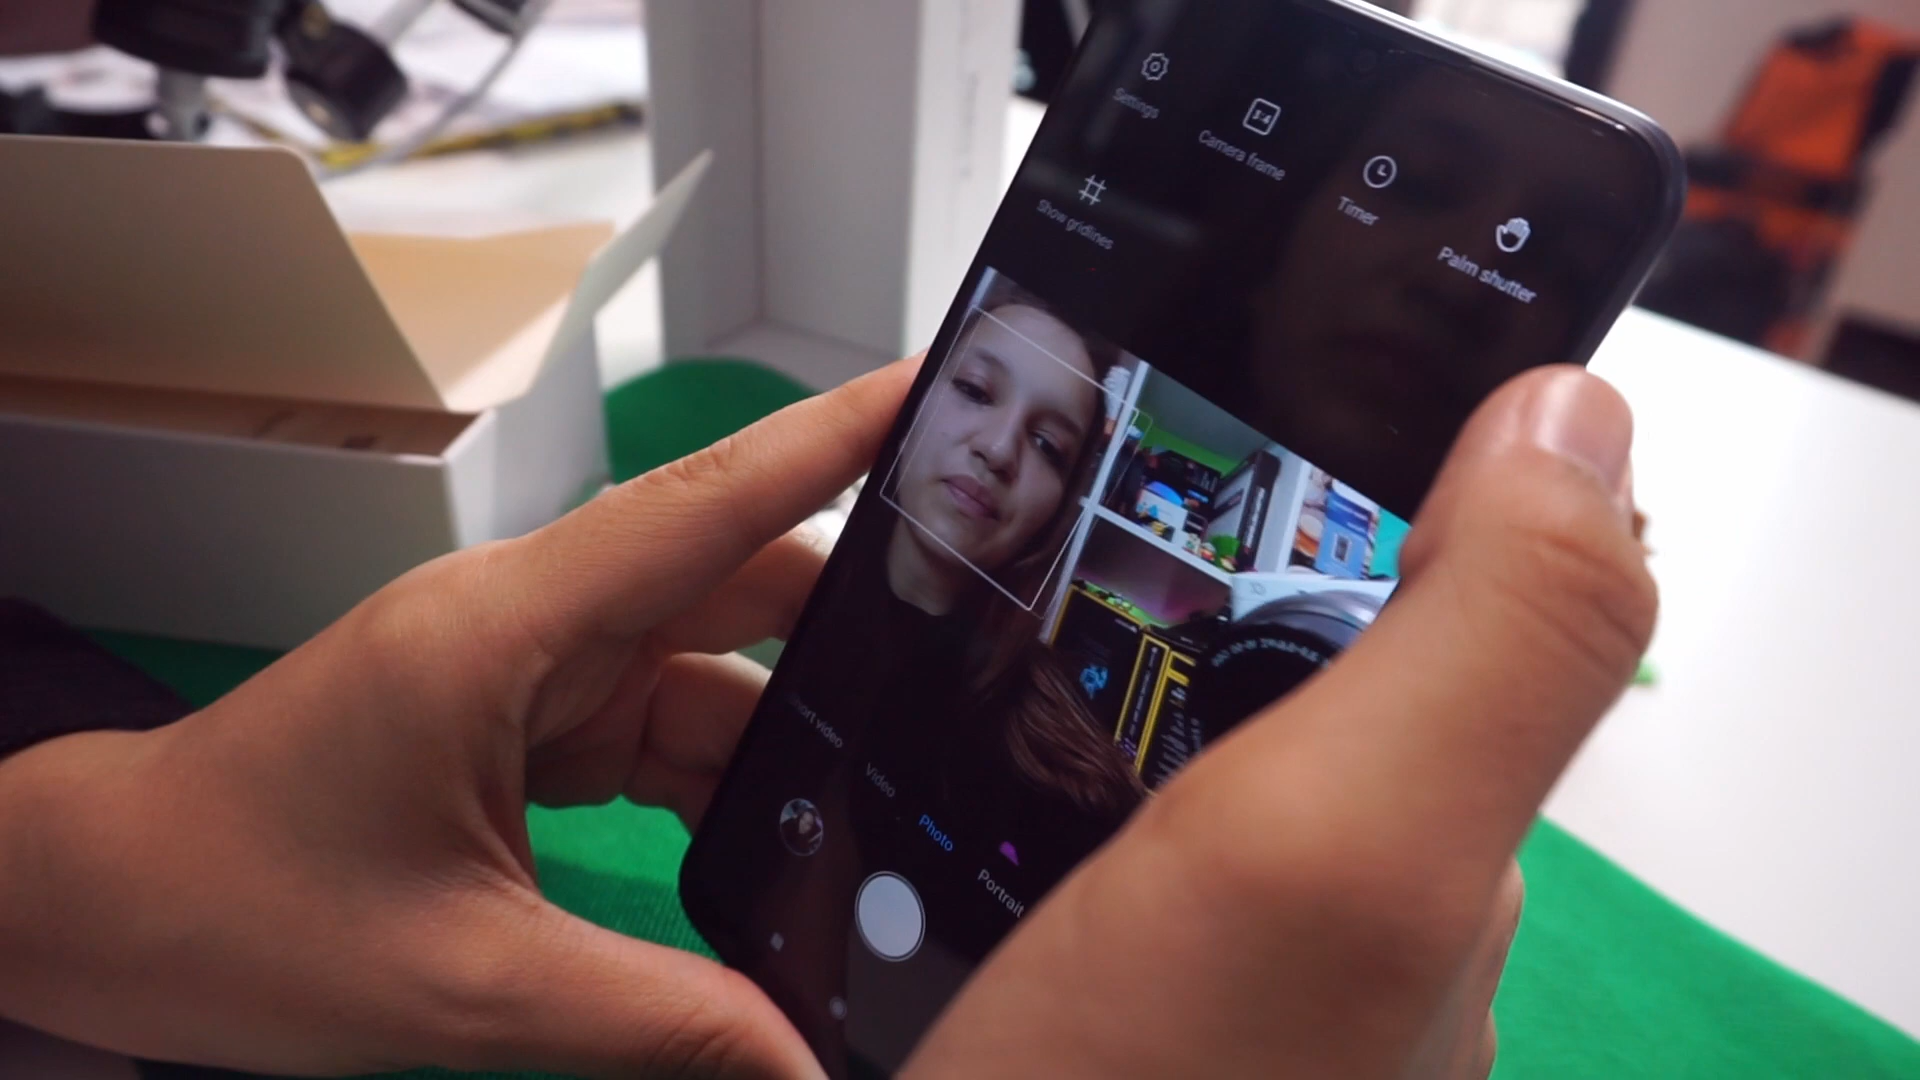 Settings
Camera frame
Timer
Palm shutter
Show gridlines
Short video
Video
Photo
Portrait